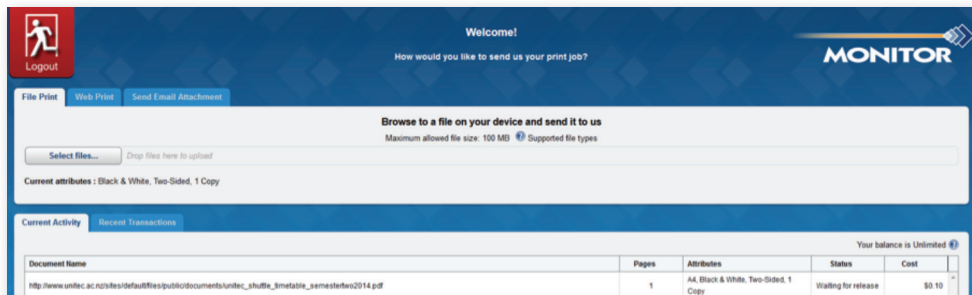 Welcome!
How would you like to send us your print job?
Logout
MONITOR
File Print
Web Print
Send Email Attachment
Browse to a file on your device and send it to us
Maximum allowed file size: 100 MB Supported file types
Select files...
Drop files here to upload
Current attributes : Black & White, Two-Sided, 1 Copy
Current Activity
Recent Transactions
Your balance is Unlimited
Document Name Pages Attributes Status Cost
http://www.unitec.ac.nz/sites/default/files/public/documents/unitec_shuttle_timetable_semestertwo2014.pdf 1 A4, Black & White, Two-Sided, 1 Waiting for release $0.10
Copy